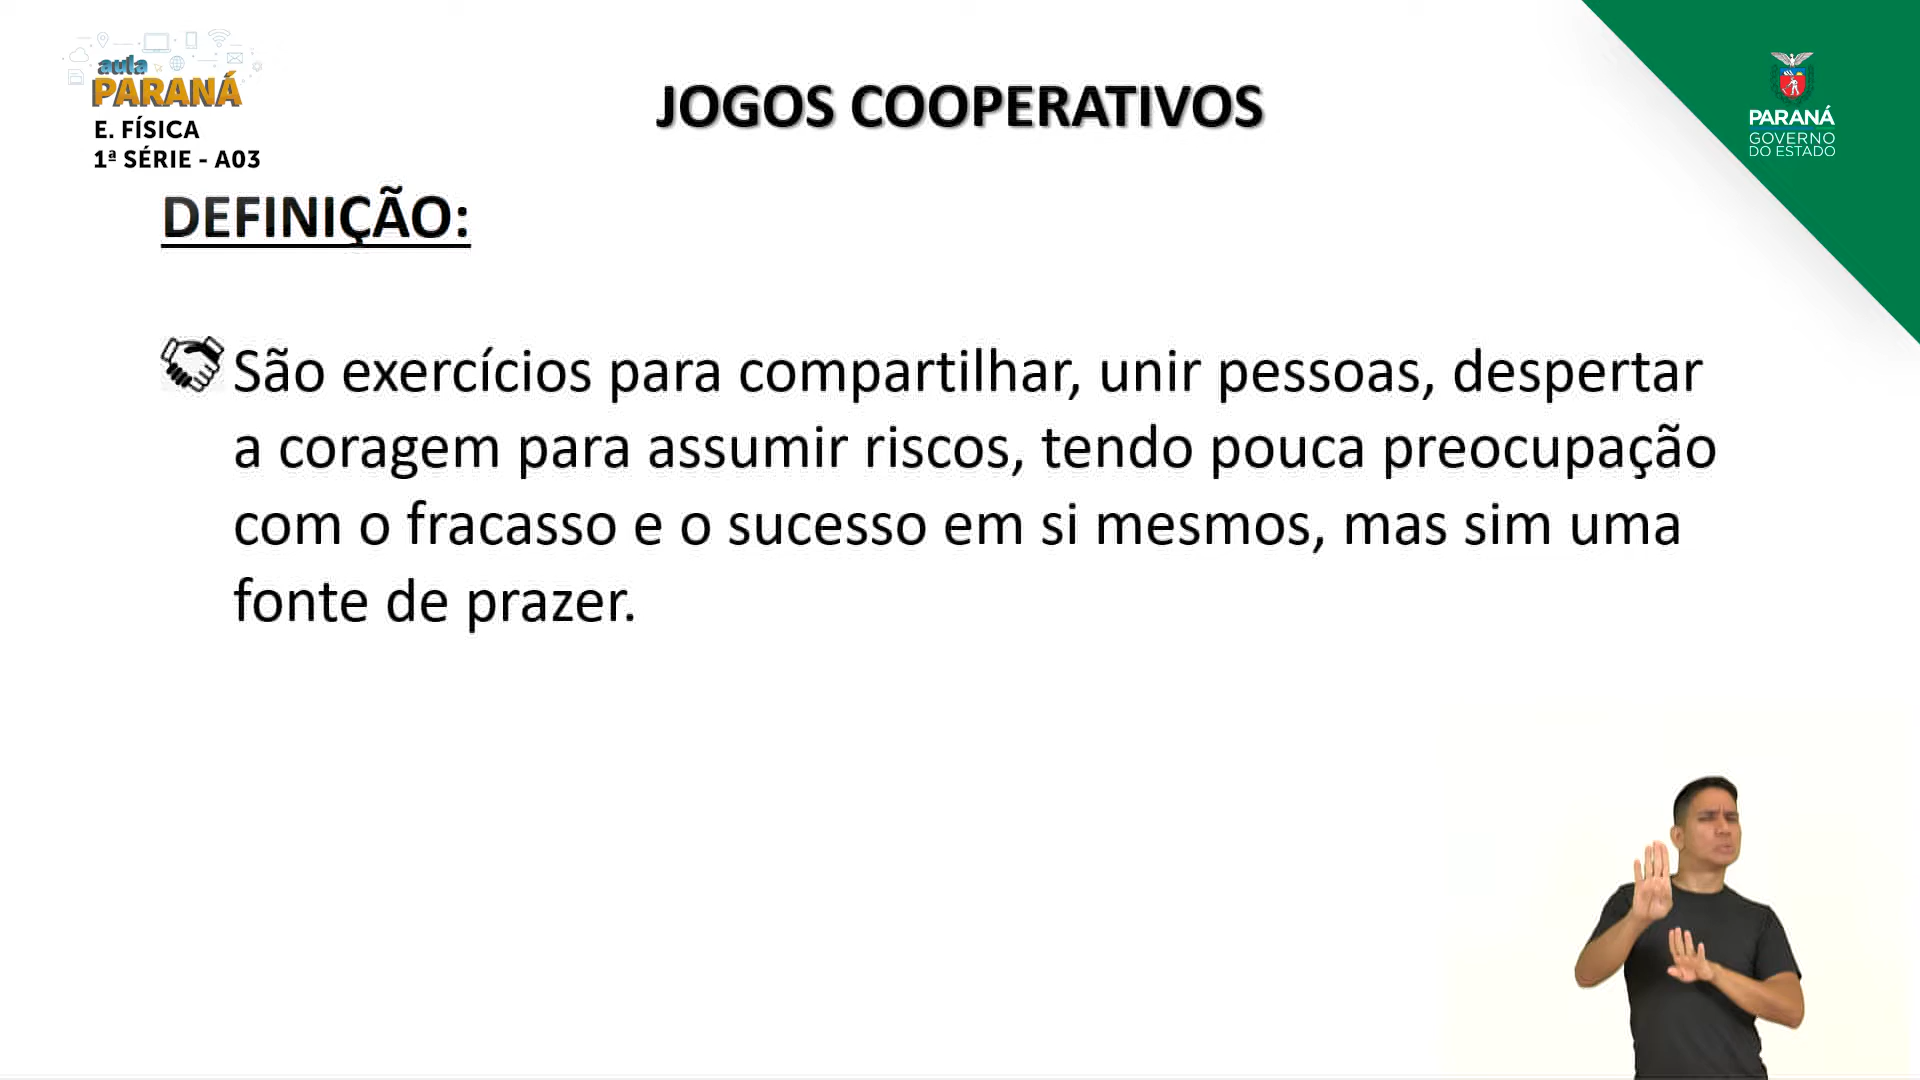 aula
PARANÁ
E. FÍSICA
1ª SÉRIE - A03
JOGOS COOPERATIVOS
PARANÁ
GOVERNO
DO ESTADO
DEFINIÇÃO:
São exercícios para compartilhar, unir pessoas, despertar
a coragem para assumir riscos, tendo pouca preocupação
com o fracasso e o sucesso em si mesmos, mas sim uma
fonte de prazer.